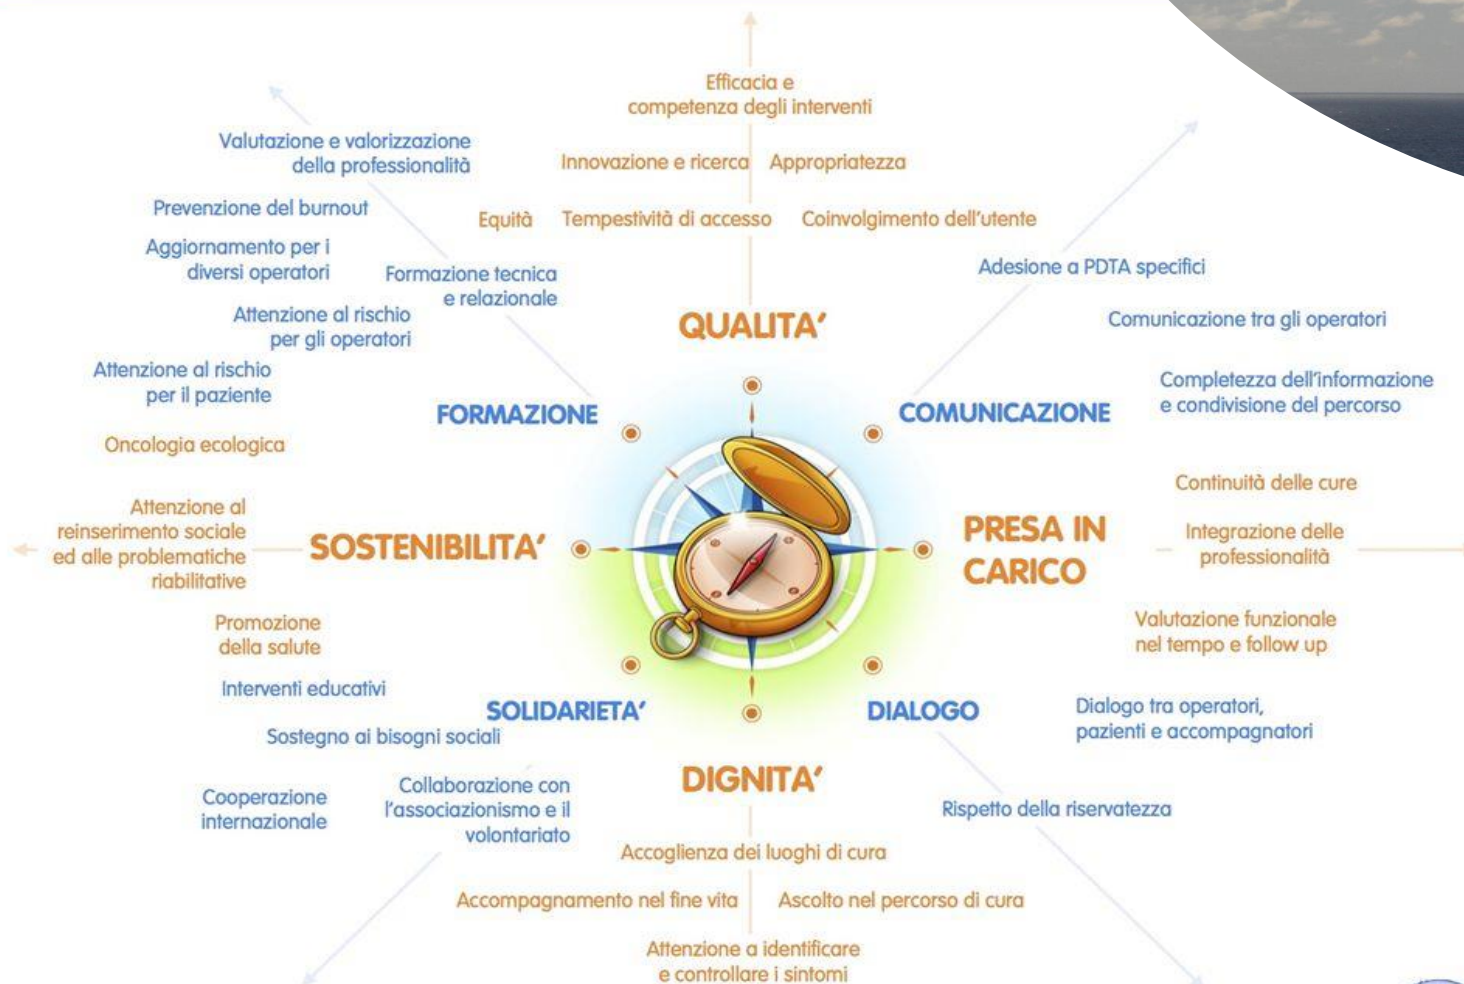 Efficacia e
competenza degli interventi
Innovazione e ricerca
Appropriatezza
Equità
Tempestività di accesso
Coinvolgimento dell'utente
QUALITA'
Valutazione e valorizzazione
della professionalità
Prevenzione del burnout
Aggiornamento per i
diversi operatori
Formazione tecnica
e relazionale
Attenzione al rischio
per gli operatori
Attenzione al rischio
per il paziente
FORMAZIONE
Adesione a PDTA specifici
Comunicazione tra gli operatori
Completezza dell'informazione
e condivisione del percorso
COMUNICAZIONE
Oncologia ecologica
Attenzione al
reinserimento sociale
ed alle problematiche
riabilitative
SOSTENIBILITA'
Promozione
della salute
Continuità delle cure
PRESA IN
CARICO
Integrazione delle
professionalità
Valutazione funzionale
nel tempo e follow up
Interventi educativi
SOLIDARIETA'
Sostegno ai bisogni sociali
Cooperazione
internazionale
Collaborazione con
l'associazionismo e il
volontariato
DIALOGO
Dialogo tra operatori,
pazienti e accompagnatori
Rispetto della riservatezza
DIGNITA'
Accoglienza dei luoghi di cura
Accompagnamento nel fine vita
Ascolto nel percorso di cura
Attenzione a identificare
e controllare i sintomi